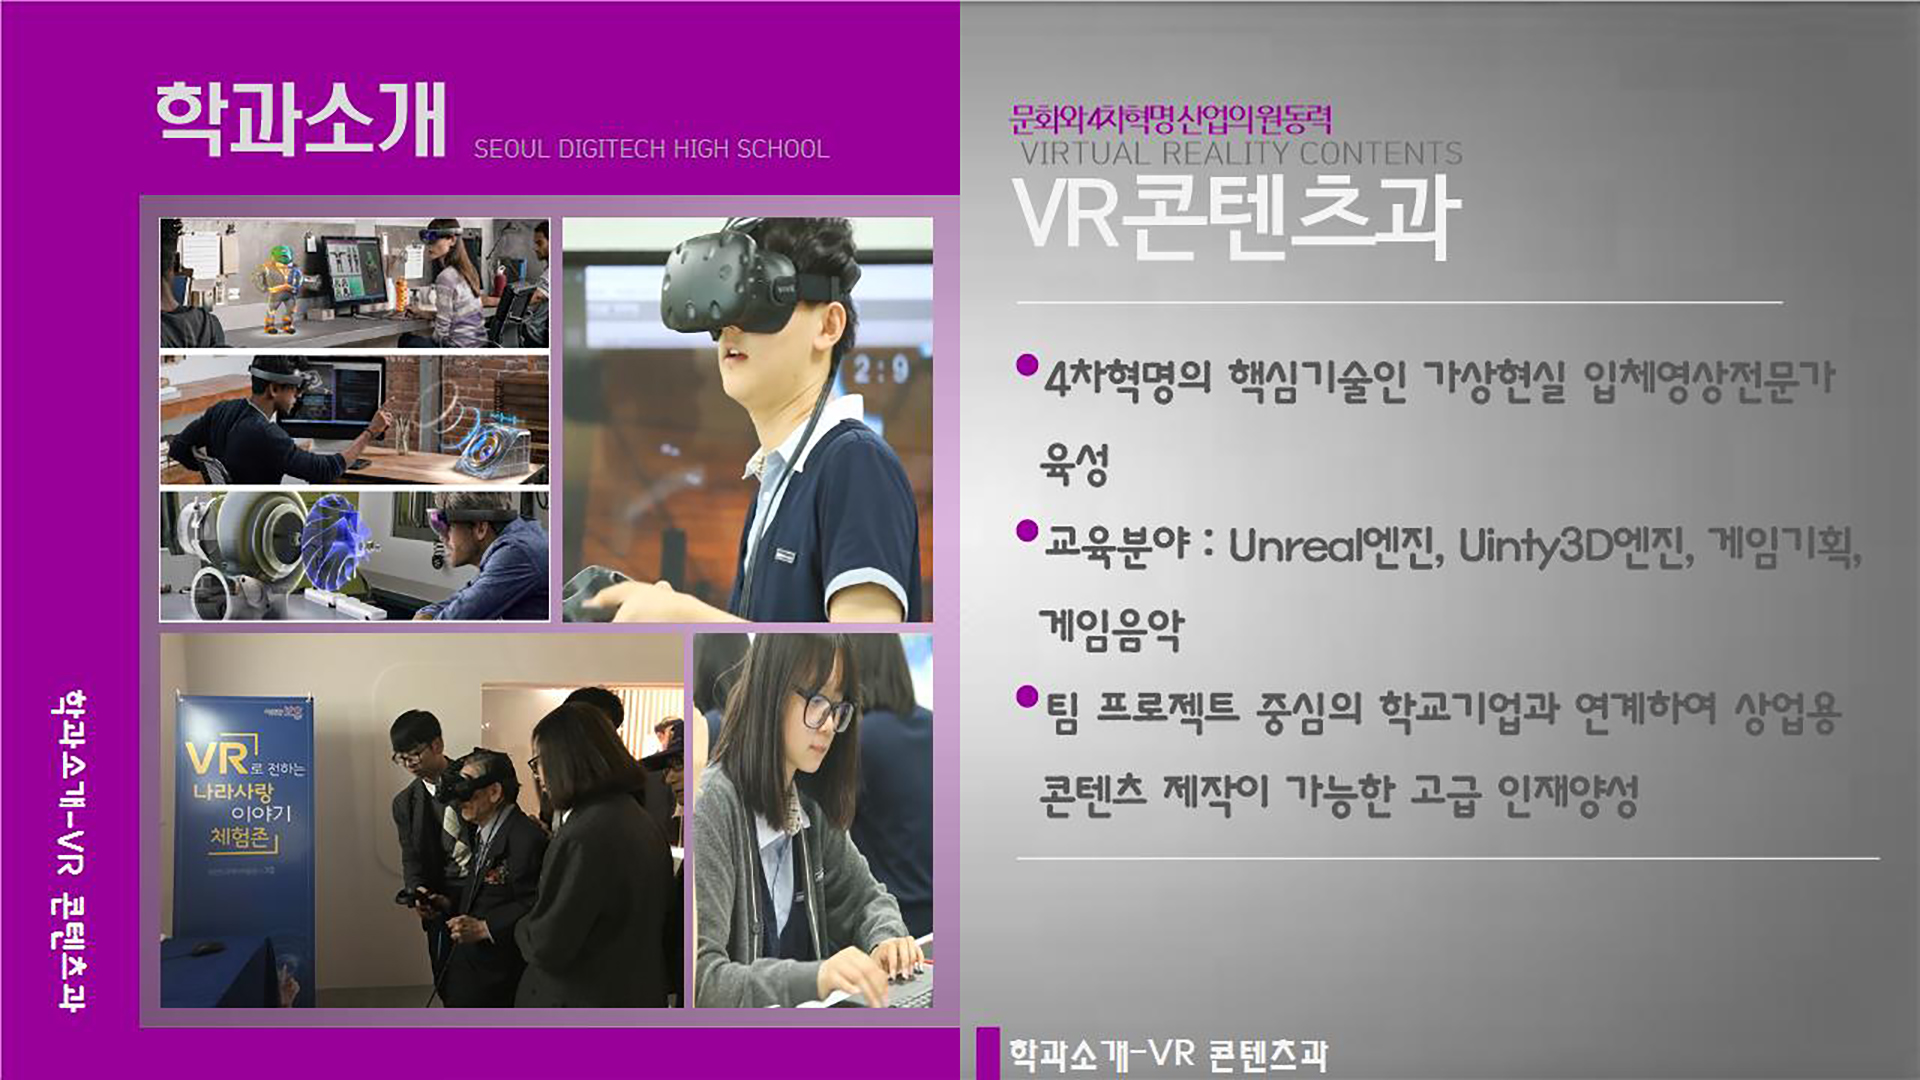 학과소개
SEOUL DIGITECH HIGH SCHOOL
2:9
VR로 전하는
나라사랑
이야기
체험존
학과소개-VR 콘텐츠과
문화와 4차혁명 산업의 원동력
VIRTUAL REALITY CONTENTS
VR콘텐츠과
4차혁명의 핵심기술인 가상현실 입체영상전문가
육성
교육분야 : Unreal엔진, Uinty3D엔진, 게임기획,
게임음악
팀 프로젝트 중심의 학교기업과 연계하여 상업용
콘텐츠 제작이 가능한 고급 인재양성
학과소개-VR 콘텐츠과